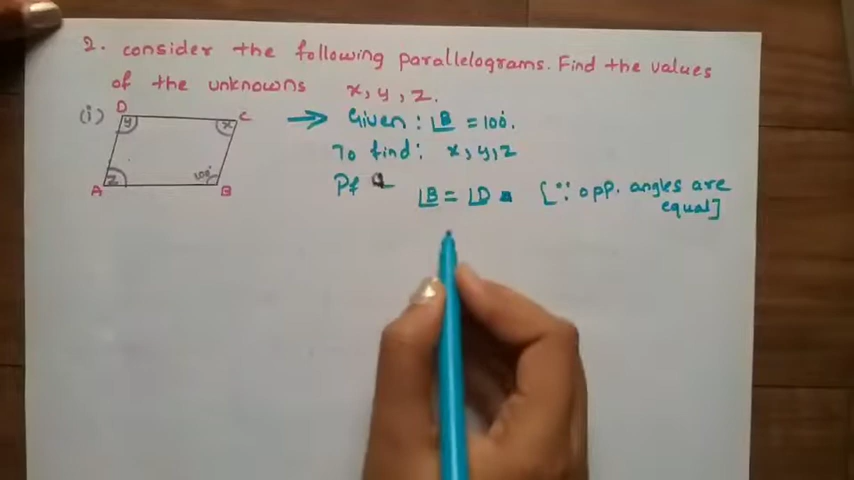 2. consider the following parallelograms. Find the values
of the unknowns x, y, z.
(i) D y x C
A z 100° B
→ Given : ∠B = 100°.
To find : x, y, z
Pf
∠B = ∠D [∵ opp. angles are
equal]